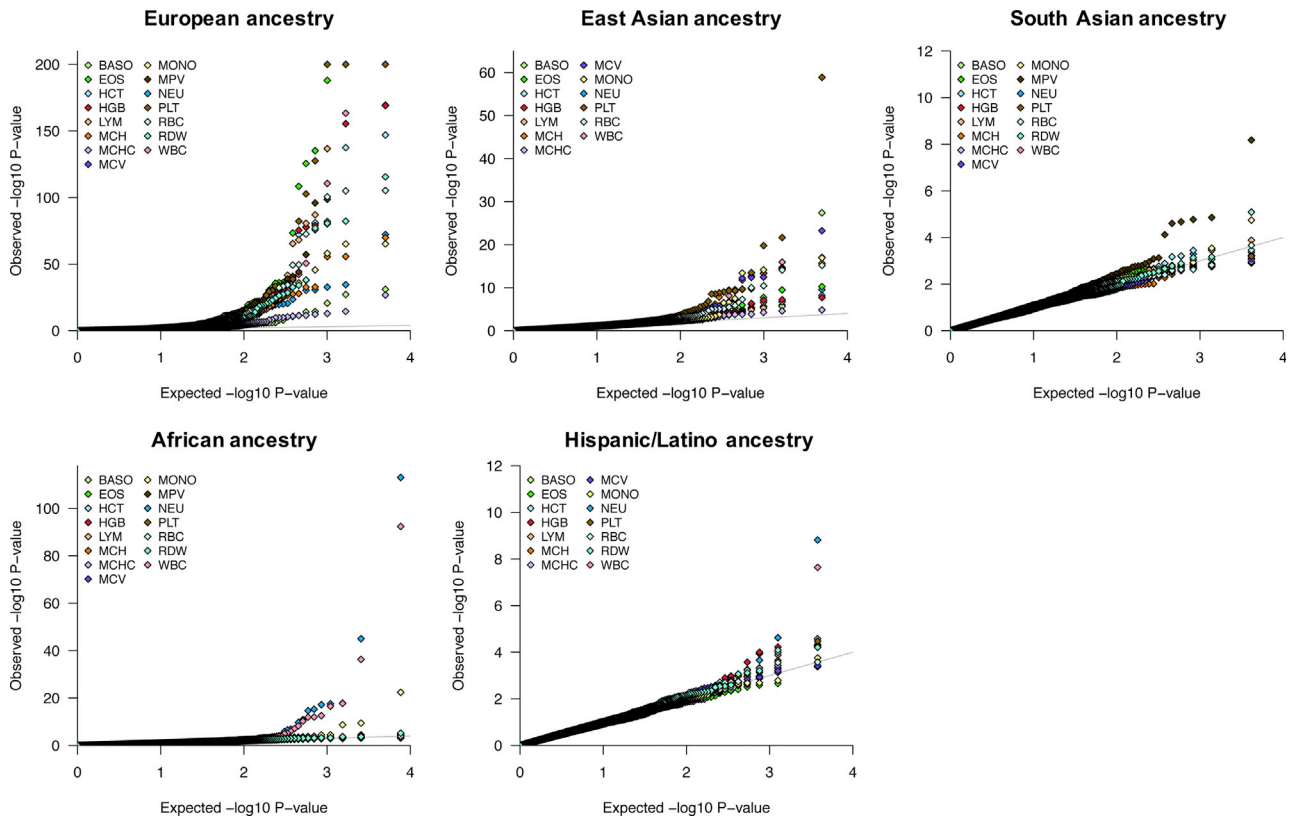 European ancestry
Observed −log10 P−value
200
150
100
50
0
BASO MONO
EOS MPV
HCT NEU
HGB PLT
LYM RBC
MCH RDW
MCHC WBC
MCV
0 1 2 3 4
Expected −log10 P−value
East Asian ancestry
Observed −log10 P−value
60
50
40
30
20
10
0
BASO MCV
EOS MONO
HCT NEU
HGB PLT
LYM RBC
MCH WBC
MCHC
0 1 2 3 4
Expected −log10 P−value
South Asian ancestry
Observed −log10 P−value
12
10
8
6
4
2
0
BASO MONO
EOS MPV
HCT NEU
HGB PLT
LYM RBC
MCH RDW
MCHC WBC
MCV
0 1 2 3 4
Expected −log10 P−value
African ancestry
Observed −log10 P−value
100
80
60
40
20
0
BASO MONO
EOS MPV
HCT NEU
HGB PLT
LYM RBC
MCH RDW
MCHC WBC
MCV
0 1 2 3 4
Expected −log10 P−value
Hispanic/Latino ancestry
Observed −log10 P−value
12
10
8
6
4
2
0
BASO MCV
EOS MONO
HCT NEU
HGB PLT
LYM RBC
MCH RDW
MCHC WBC
0 1 2 3 4
Expected −log10 P−value